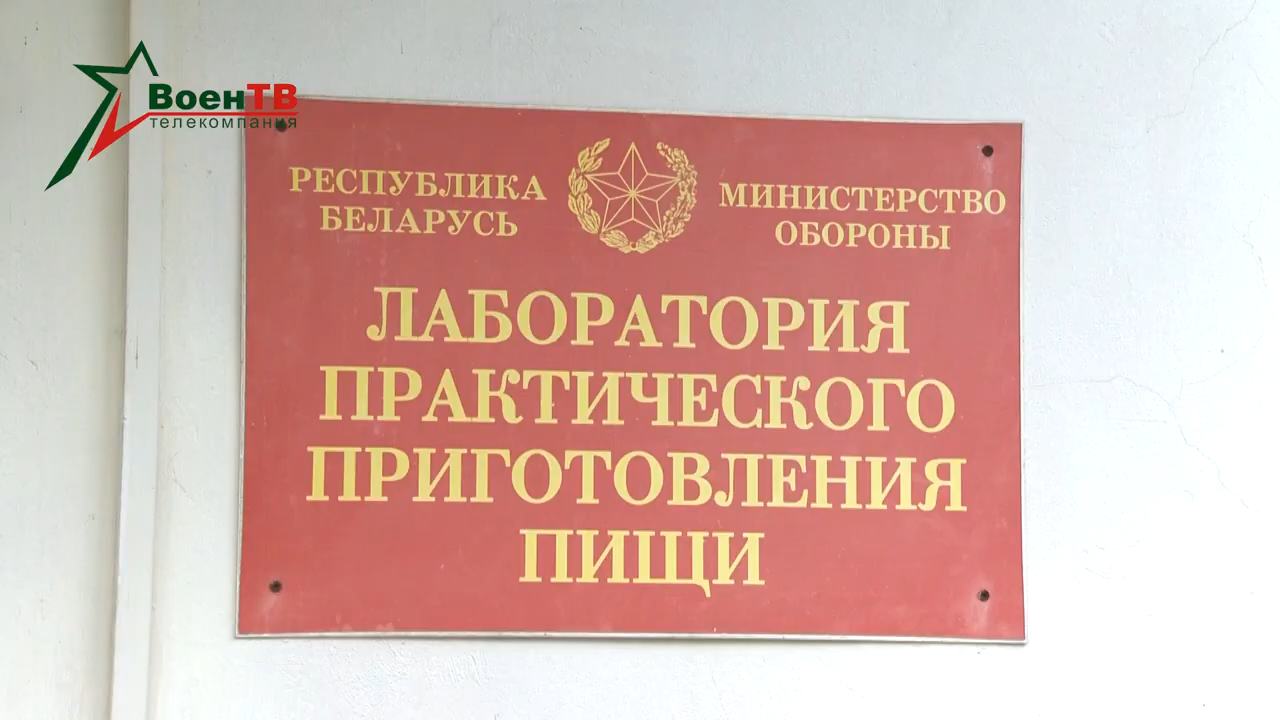 ВоенТВ
телекомпания
РЕСПУБЛИКА
БЕЛАРУСЬ
МИНИСТЕРСТВО
ОБОРОНЫ
ЛАБОРАТОРИЯ
ПРАКТИЧЕСКОГО
ПРИГОТОВЛЕНИЯ
ПИЩИ